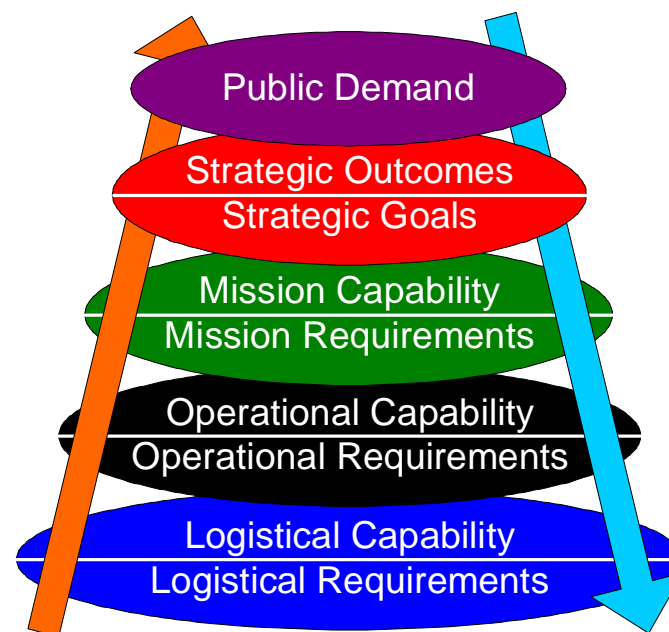 Public Demand
Strategic Outcomes
Strategic Goals
Mission Capability
Mission Requirements
Operational Capability
Operational Requirements
Logistical Capability
Logistical Requirements